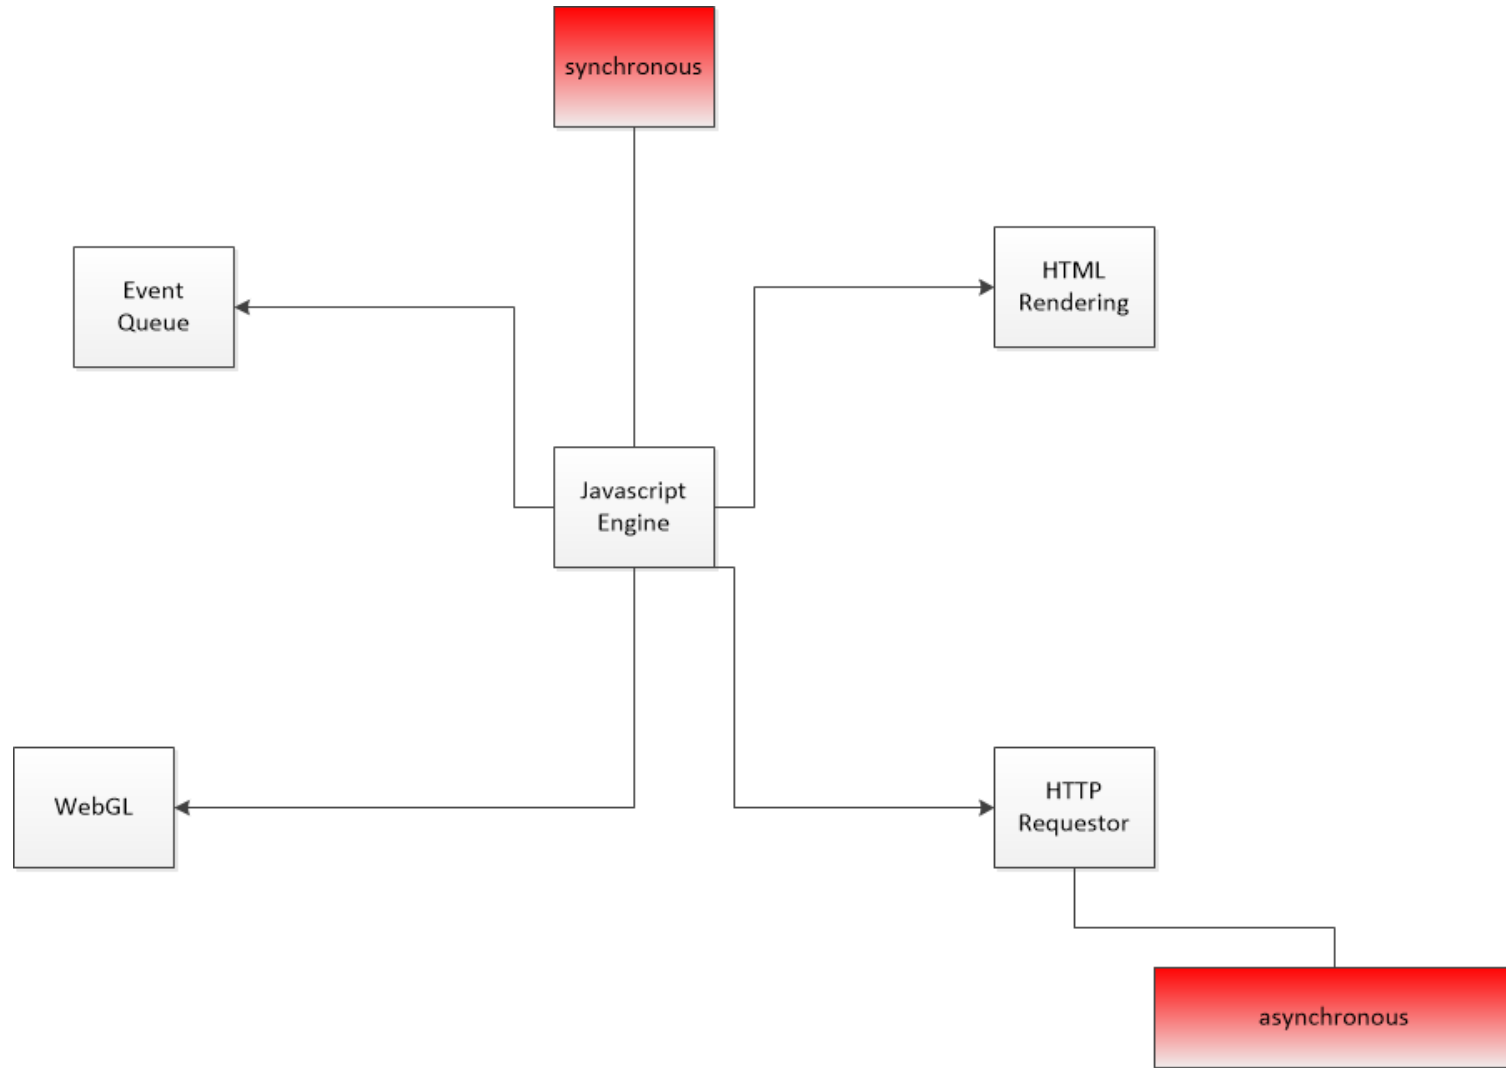 synchronous
Event
Queue
HTML
Rendering
Javascript
Engine
WebGL
HTTP
Requestor
asynchronous